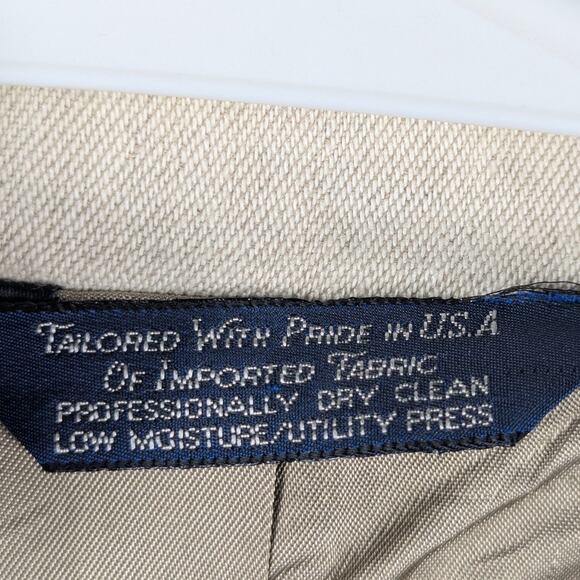 Tailored With Pride in U.S.A
Of Imported Fabric
PROFESSIONALLY DRY CLEAN
LOW MOISTURE/UTILITY PRESS